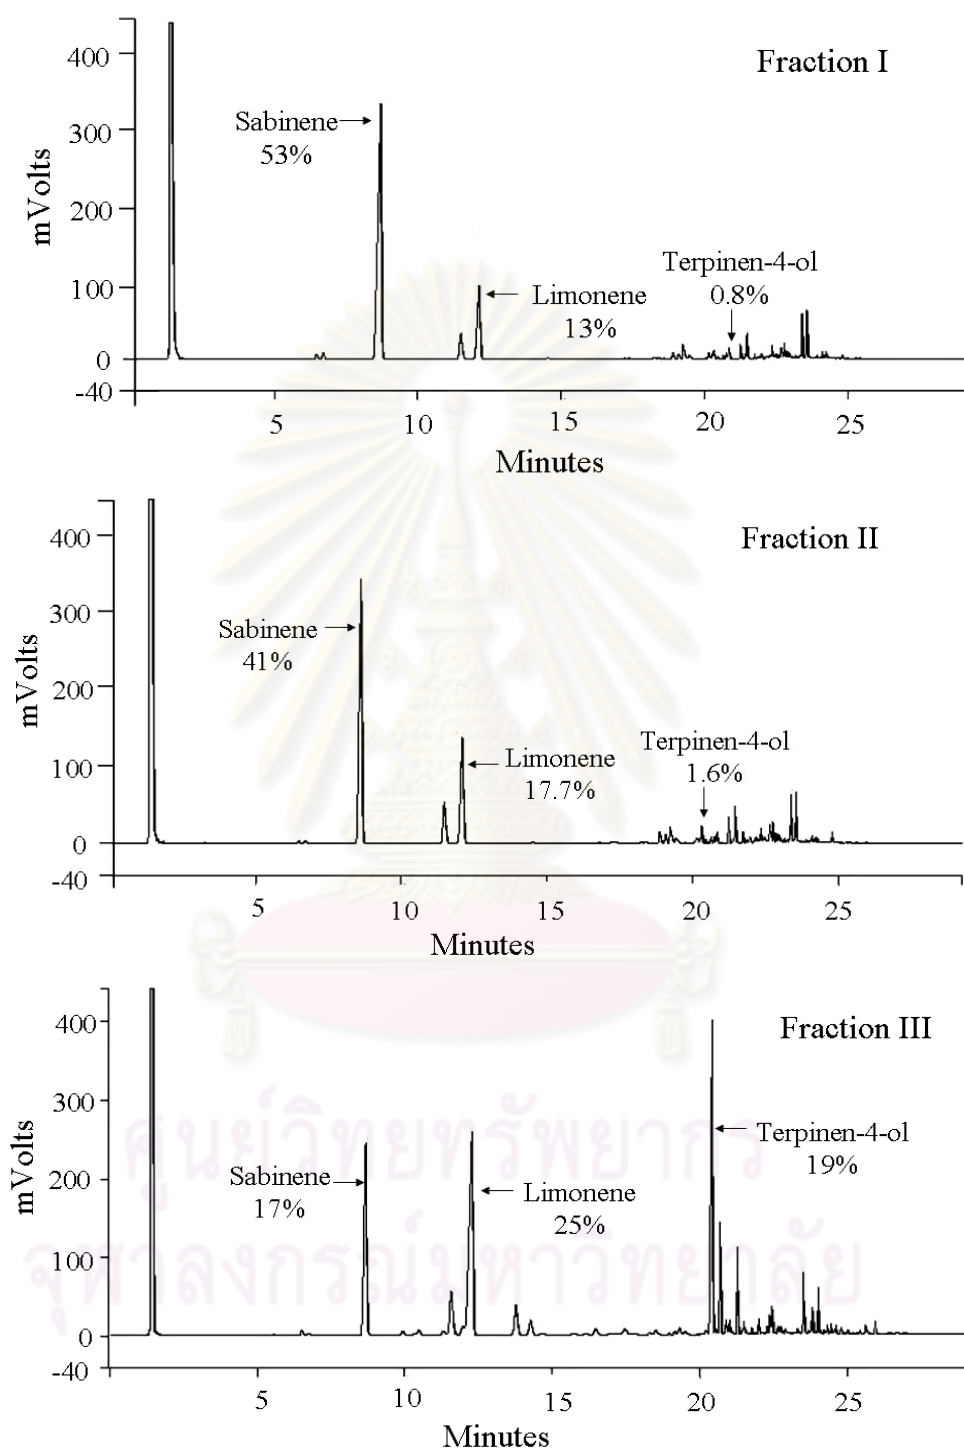 Fraction I
mVolts
400
300
200
100
0
-40
Sabinene
53%
Limonene
13%
Terpinen-4-ol
0.8%
5 10 15 20 25
Minutes
Fraction II
mVolts
400
300
200
100
0
-40
Sabinene
41%
Limonene
17.7%
Terpinen-4-ol
1.6%
5 10 15 20 25
Minutes
Fraction III
mVolts
400
300
200
100
0
-40
Sabinene
17%
Limonene
25%
Terpinen-4-ol
19%
5 10 15 20 25
Minutes
ศูนย์วิทยทรัพยากร
จุฬาลงกรณ์มหาวิทยาลัย